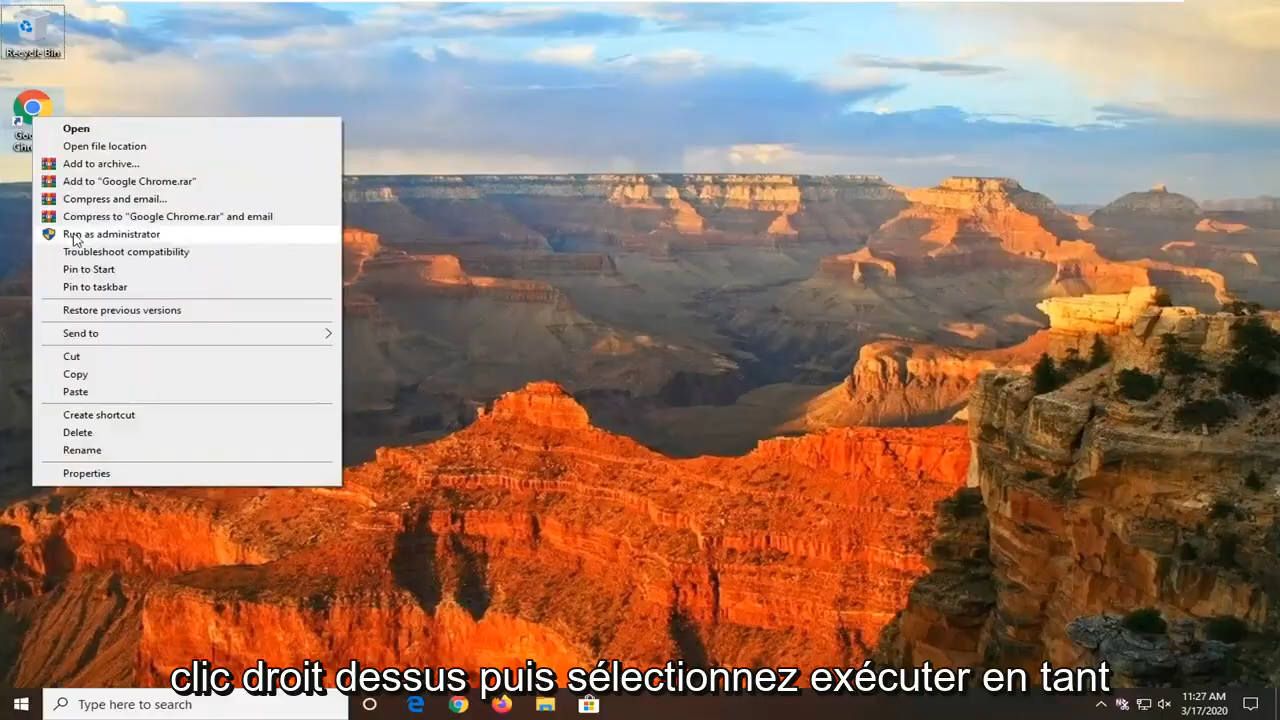 Recycle Bin
Open
Open file location
Add to archive...
Add to "Google Chrome.rar"
Compress and email...
Compress to "Google Chrome.rar" and email
Run as administrator
Troubleshoot compatibility
Pin to Start
Pin to taskbar
Restore previous versions
Send to
Cut
Copy
Paste
Create shortcut
Delete
Rename
Properties
clic droit dessus puis sélectionnez exécuter en tant
Type here to search
11:27 AM
3/17/2020